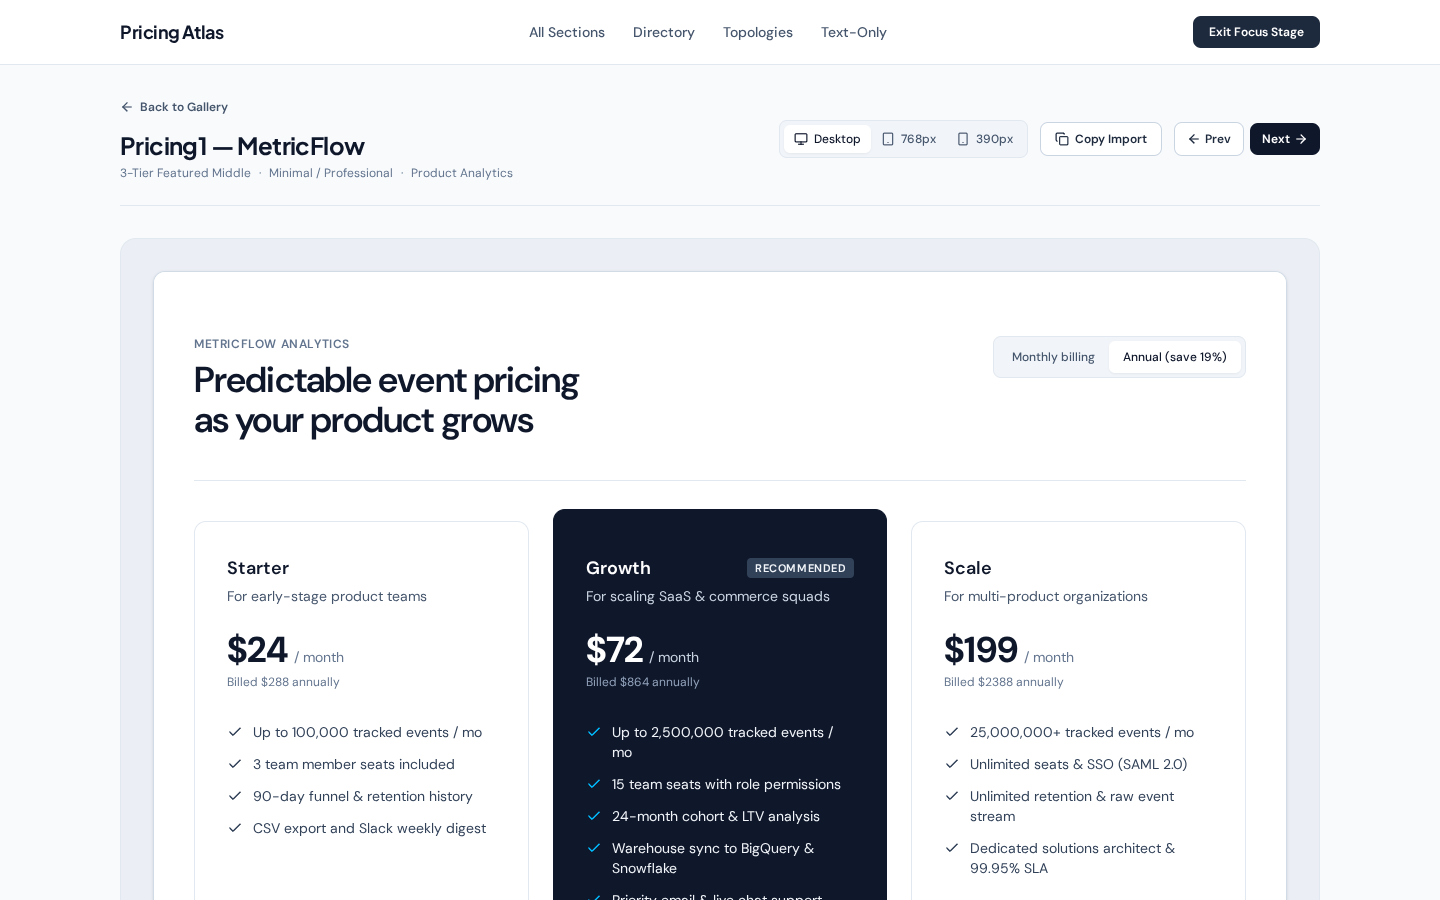 Pricing Atlas
All Sections
Directory
Topologies
Text-Only
Exit Focus Stage
Back to Gallery
Pricing1 — MetricFlow
3-Tier Featured Middle · Minimal / Professional · Product Analytics
Desktop
768px
390px
Copy Import
Prev
Next
METRICFLOW ANALYTICS
Predictable event pricing
as your product grows
Monthly billing
Annual (save 19%)
Starter
For early-stage product teams
$24 / month
Billed $288 annually
Up to 100,000 tracked events / mo
3 team member seats included
90-day funnel & retention history
CSV export and Slack weekly digest
Growth
RECOMMENDED
For scaling SaaS & commerce squads
$72 / month
Billed $864 annually
Up to 2,500,000 tracked events /
mo
15 team seats with role permissions
24-month cohort & LTV analysis
Warehouse sync to BigQuery &
Snowflake
Priority email & live chat support
Scale
For multi-product organizations
$199 / month
Billed $2388 annually
25,000,000+ tracked events / mo
Unlimited seats & SSO (SAML 2.0)
Unlimited retention & raw event
stream
Dedicated solutions architect &
99.95% SLA